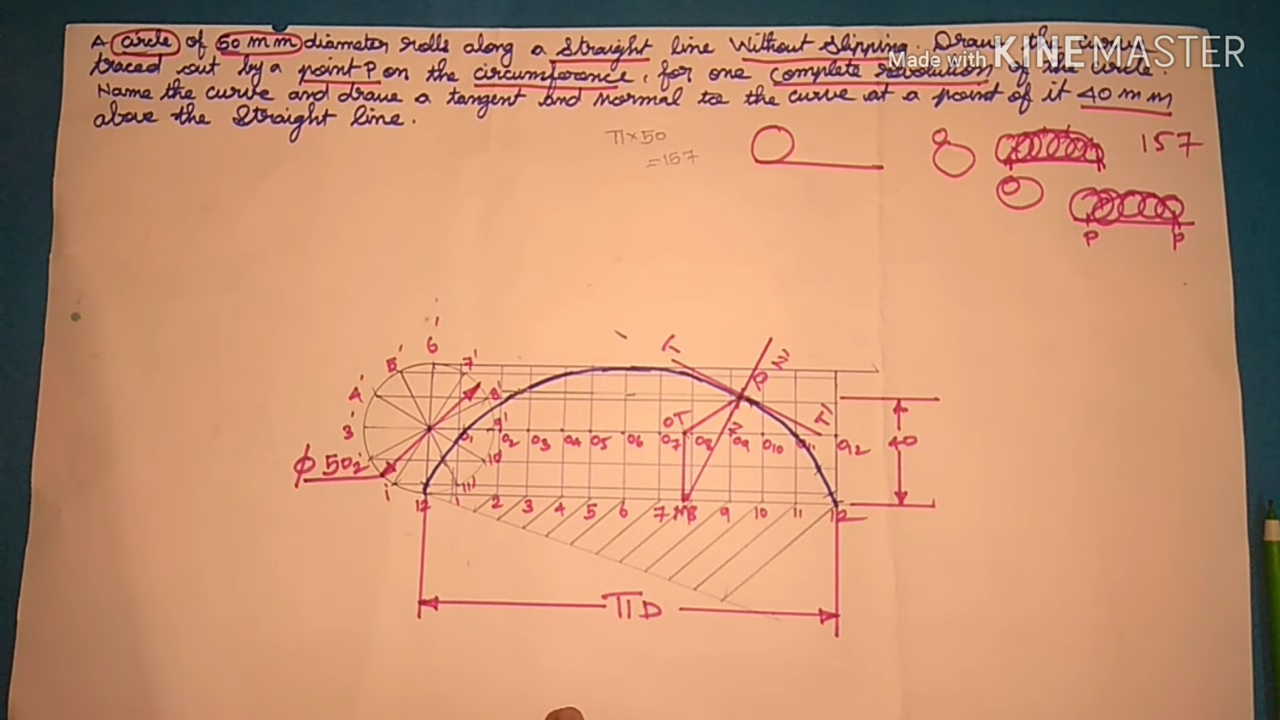 A circle of 50 mm diameter rolls along a straight line without slipping. Draw the curve
Made with KINEMASTER
traced out by a point P on the circumference, for one complete revolution of the circle.
Name the curve and draw a tangent and normal to the curve at a point of it 40 mm
above the straight line.
π×50
=157
157
P P
6'
5' 7'
4' 8'
3' 9'
10'
11'
1'
ϕ 50
2'
T N
P
T'
N
O1 O2 O3 O4 O5 O6 O7 O8 O9 O10 O11 O12
40
12 1 2 3 4 5 6 7 8 9 10 11 12
πD